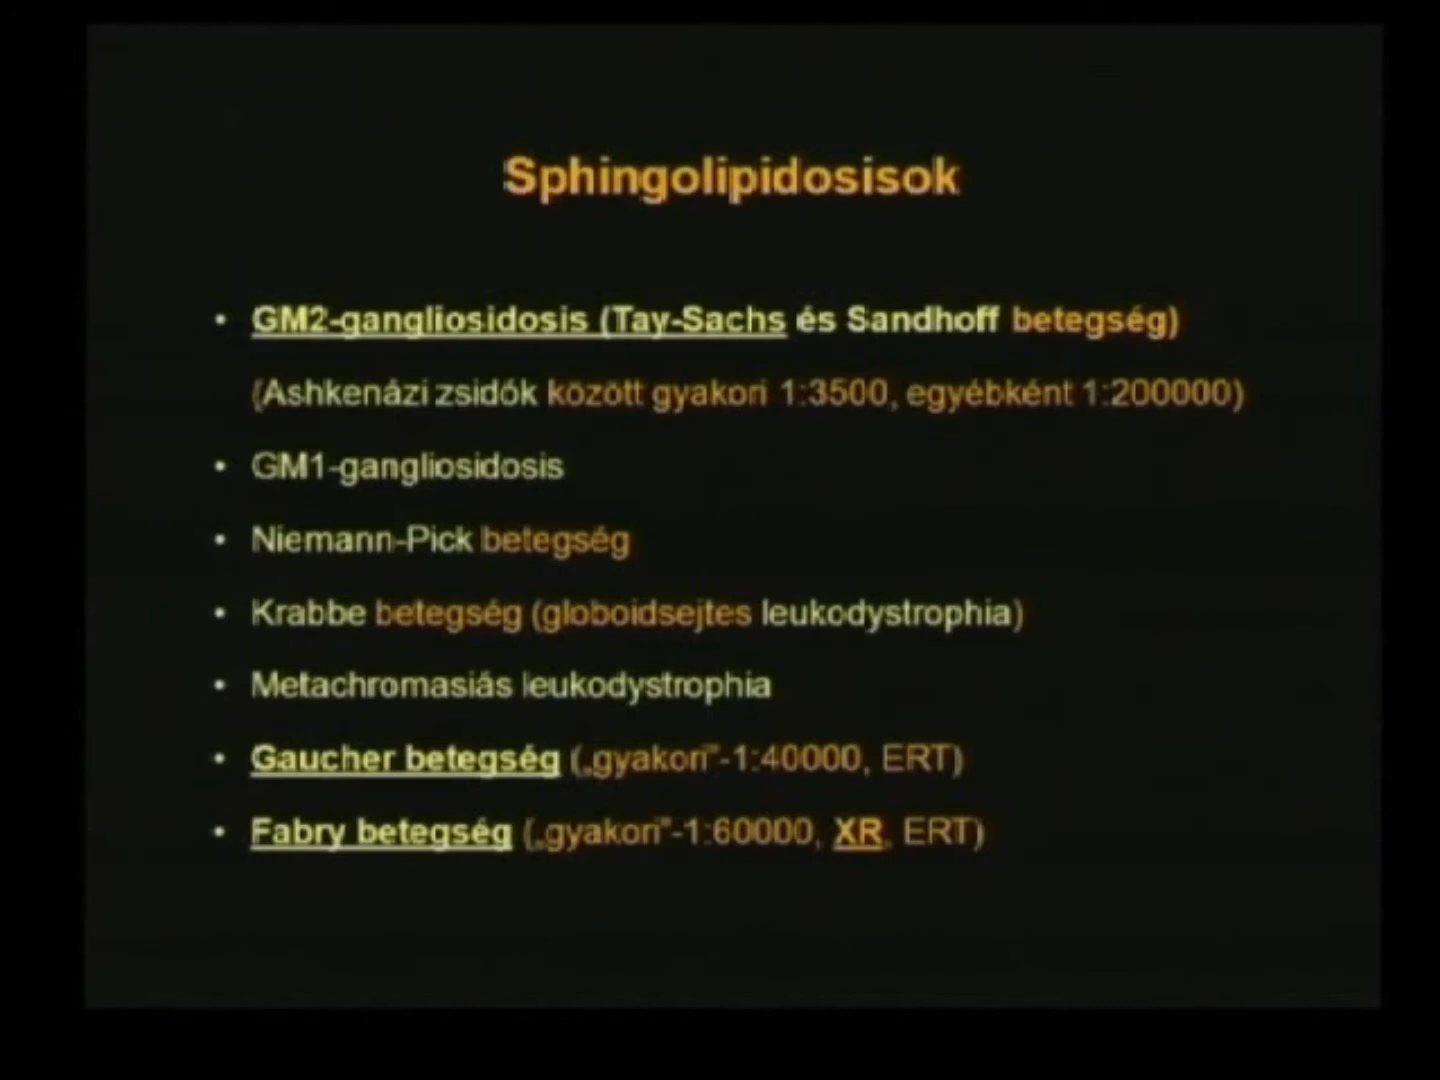 Sphingolipidosisok
• GM2-gangliosidosis (Tay-Sachs és Sandhoff betegség)
(Ashkenázi zsidók között gyakori 1:3500, egyébként 1:200000)
• GM1-gangliosidosis
• Niemann-Pick betegség
• Krabbe betegség (globoidsejtes leukodystrophia)
• Metachromasiás leukodystrophia
• Gaucher betegség („gyakori”-1:40000, ERT)
• Fabry betegség („gyakori”-1:60000, XR, ERT)